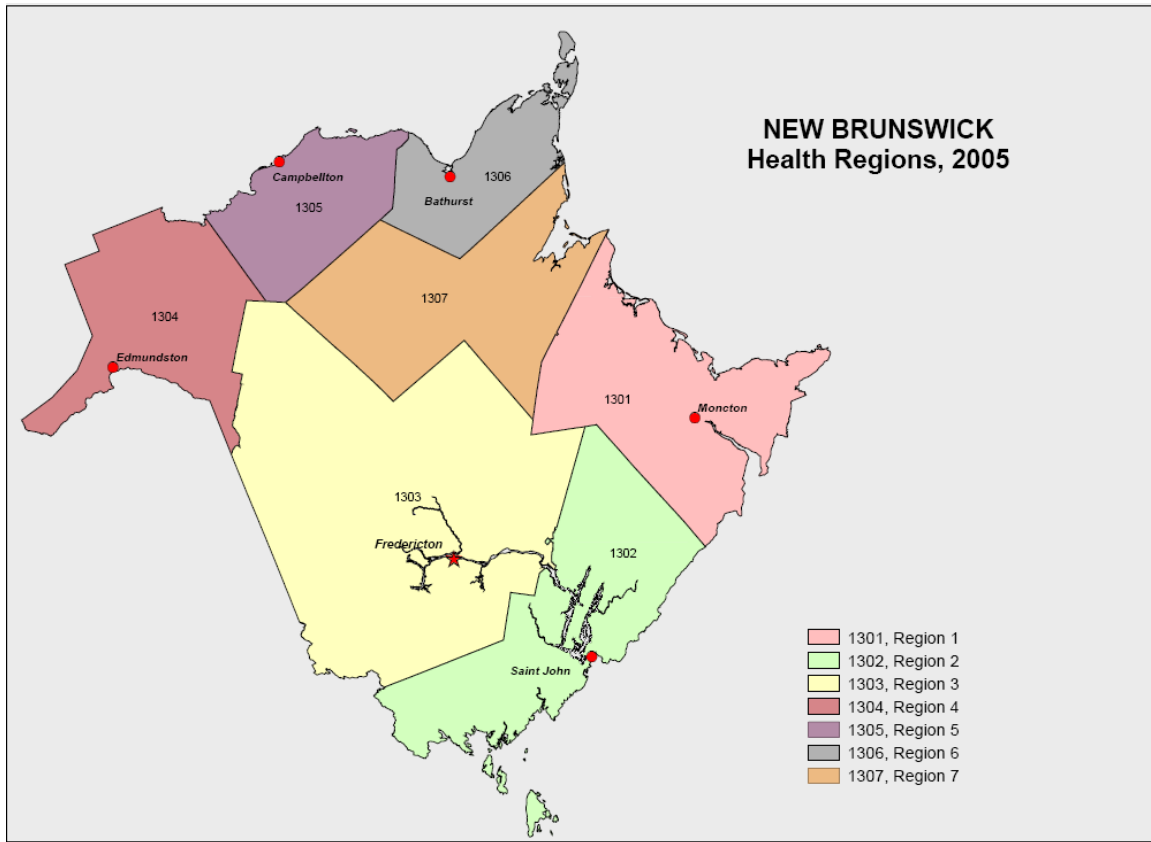 NEW BRUNSWICK
Health Regions, 2005
Campbellton
1305
1306
Bathurst
1304
1307
Edmundston
1301
Moncton
1303
Fredericton
1302
Saint John
1301, Region 1
1302, Region 2
1303, Region 3
1304, Region 4
1305, Region 5
1306, Region 6
1307, Region 7